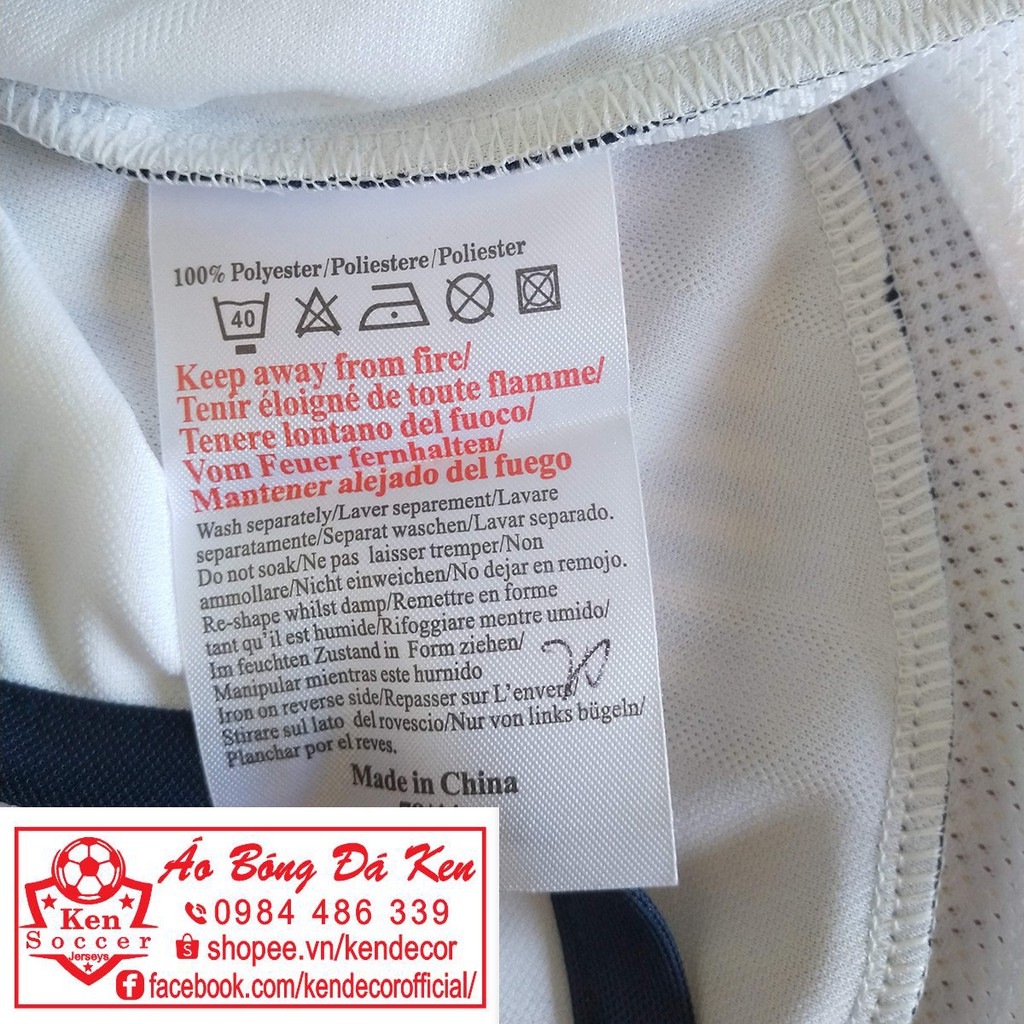 100% Polyester/Poliestere/Poliester
40
Keep away from fire/
Tenir éloigné de toute flamme/
Tenere lontano del fuoco/
Vom Feuer fernhalten/
Mantener alejado del fuego
Wash separately/Laver separement/Lavare
separatamente/Separat waschen/Lavar separado.
Do not soak/Ne pas laisser tremper/Non
ammollare/Nicht einweichen/No dejar en remojo.
Re-shape whilst damp/Remettre en forme
tant qu'il est humide/Rifoggiare mentre umido/
Im feuchten Zustand in Form ziehen/
Manipular mientras este hurnido
Iron on reverse side/Repasser sur L'envers/
Stirare sul lato del rovescio/Nur von links bügeln/
Planchar por el reves.
Made in China
Ken
Soccer
Jerseys
Áo Bóng Đá Ken
0984 486 339
shopee.vn/kendecor
facebook.com/kendecorofficial/